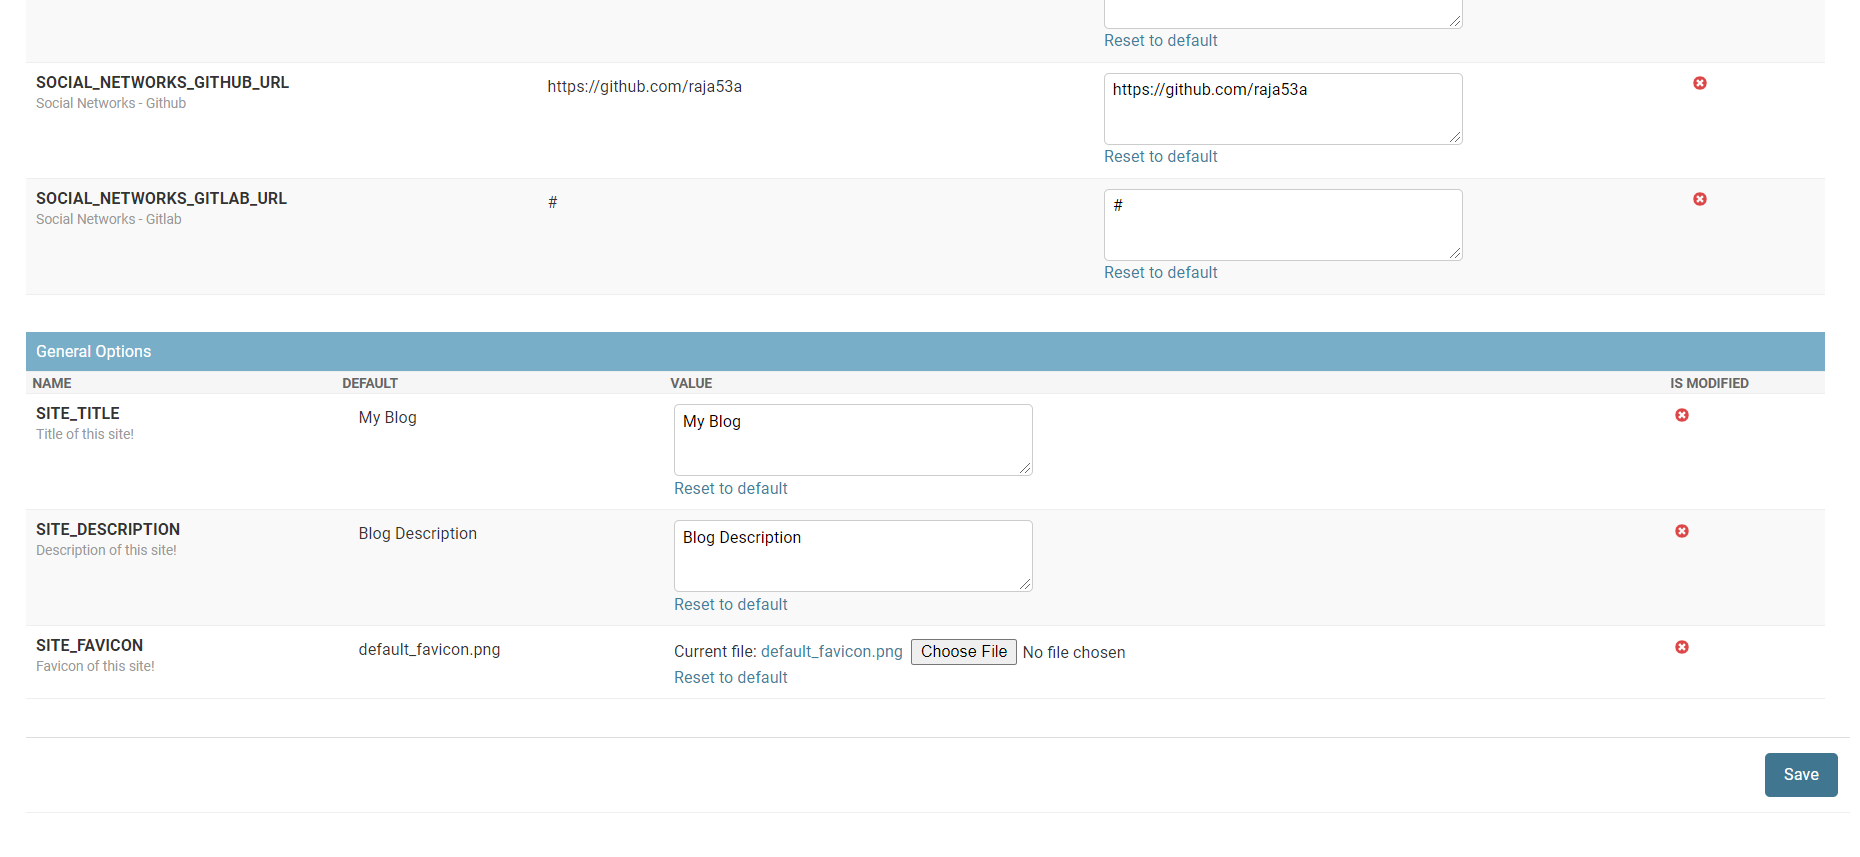 Reset to default
SOCIAL_NETWORKS_GITHUB_URL
Social Networks - Github
https://github.com/raja53a
https://github.com/raja53a
Reset to default
SOCIAL_NETWORKS_GITLAB_URL
Social Networks - Gitlab
#
#
Reset to default
General Options
NAME DEFAULT VALUE IS MODIFIED
SITE_TITLE
Title of this site!
My Blog
My Blog
Reset to default
SITE_DESCRIPTION
Description of this site!
Blog Description
Blog Description
Reset to default
SITE_FAVICON
Favicon of this site!
default_favicon.png
Current file: default_favicon.png Choose File No file chosen
Reset to default
Save